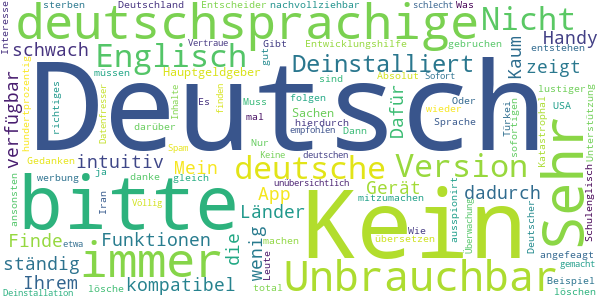 sterben Deutschland Entscheider nachvollziehbar schlecht Was
Interesse deutschsprachige Nicht
schwach Englisch Vertraue gut Gibt Entwicklungshilfe gebrochen Kaum Handy
hundertprozentig richtiges müssen Hauptgeldgeber Deinstalliert zeigt entstehen
verfügbar Datenfresser Inhalte Es finden sind Absolut Sofort lustiger
darüber Muss mal folgen Sachen hierdurch empfohlen Dafür wieder Oder Sprache USA
Deutsch Kein sehr
Gedanken intuitiv Spam Nur Dann Türkei sofortigen Katastrophal Unterstützung
werbung ja danke Mein gleich deutsche Keine deutschen Version
ansonsten bitte Iran Völlig App unübersichtlich Gerät mitzumachen dadurch Schulenglisch
Länder ausspioniert Überwachung Deutscher
Finde etwa Funktionen die wenig machen Leute Wie übersetzen angefeagt gemacht
ständig immer Unbrauchbar
Ihrem lösche kompatibel total Beispiel
Deinstallation löschen